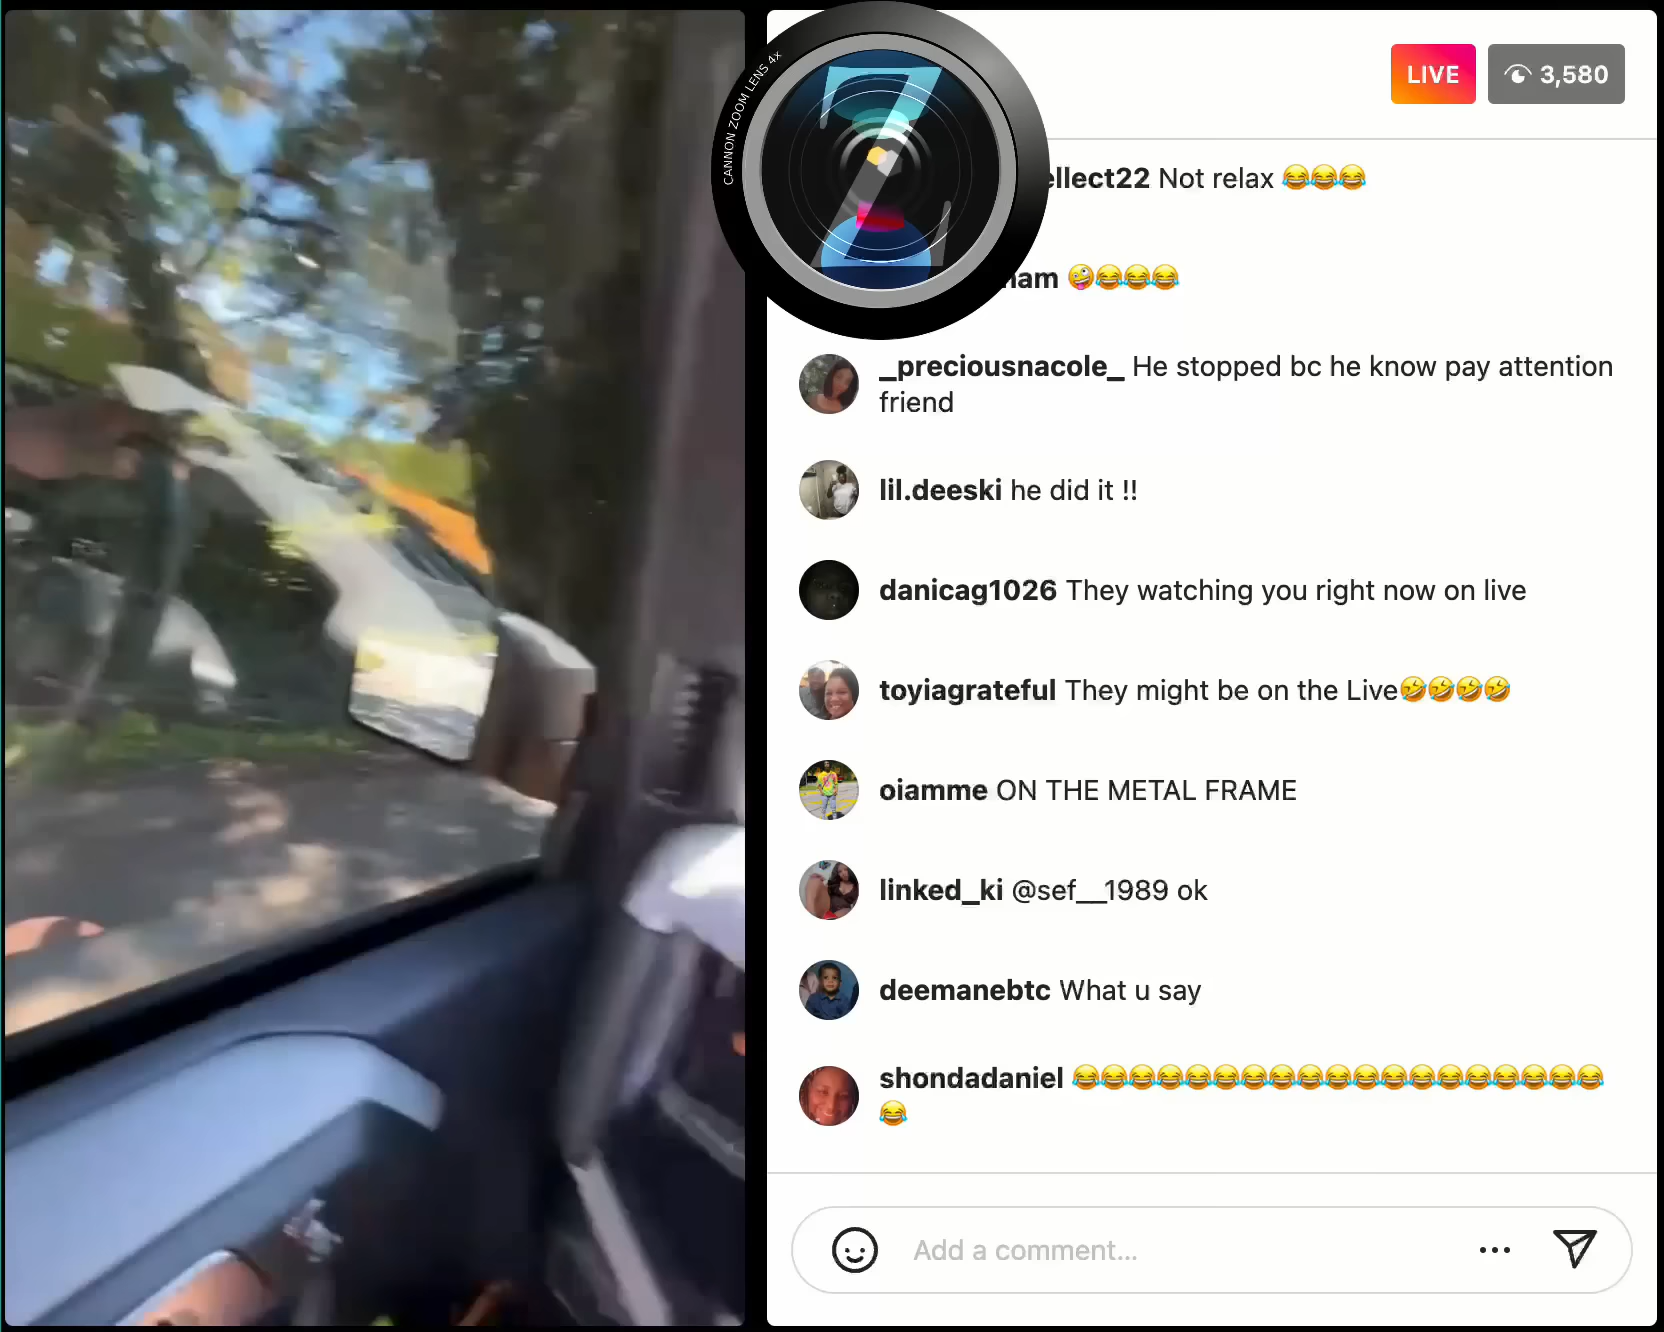 CANNON ZOOM LENS 4x
Z
LIVE
3,580
ellect22 Not relax 😂😂😂
ham 🤪😂😂😂
_preciousnacole_ He stopped bc he know pay attention
friend
lil.deeski he did it !!
danicag1026 They watching you right now on live
toyiagrateful They might be on the Live🤣🤣🤣🤣
oiamme ON THE METAL FRAME
linked_ki @sef__1989 ok
deemanebtc What u say
shondadaniel 😂😂😂😂😂😂😂😂😂😂😂😂😂😂😂😂😂😂😂
😂
Add a comment...